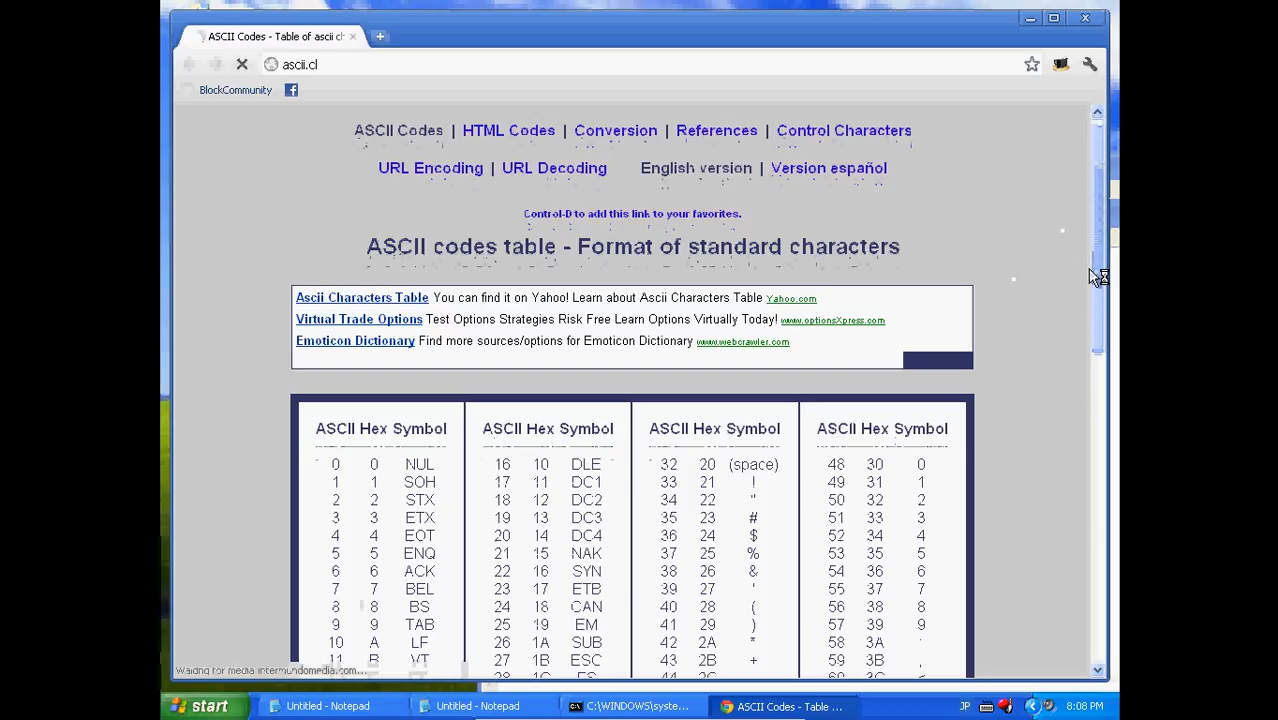 ASCII Codes - Table of ascii ch
ascii.cl
BlockCommunity
ASCII Codes | HTML Codes | Conversion | References | Control Characters
URL Encoding | URL Decoding English version | Version español
Control-D to add this link to your favorites.
ASCII codes table - Format of standard characters
Ascii Characters Table You can find it on Yahoo! Learn about Ascii Characters Table Yahoo.com
Virtual Trade Options Test Options Strategies Risk Free Learn Options Virtually Today! www.optionsXpress.com
Emoticon Dictionary Find more sources/options for Emoticon Dictionary www.webcrawler.com
ASCII Hex Symbol ASCII Hex Symbol ASCII Hex Symbol ASCII Hex Symbol
0 0 NUL 16 10 DLE 32 20 (space) 48 30 0
1 1 SOH 17 11 DC1 33 21 ! 49 31 1
2 2 STX 18 12 DC2 34 22 " 50 32 2
3 3 ETX 19 13 DC3 35 23 # 51 33 3
4 4 EOT 20 14 DC4 36 24 $ 52 34 4
5 5 ENQ 21 15 NAK 37 25 % 53 35 5
6 6 ACK 22 16 SYN 38 26 & 54 36 6
7 7 BEL 23 17 ETB 39 27 ' 55 37 7
8 8 BS 24 18 CAN 40 28 ( 56 38 8
9 9 TAB 25 19 EM 41 29 ) 57 39 9
10 A LF 26 1A SUB 42 2A * 58 3A :
11 B VT 27 1B ESC 43 2B + 59 3B
Waiting for media.intermundomedia.com...
start Untitled - Notepad Untitled - Notepad C:\WINDOWS\syste... ASCII Codes - Table ... JP 8:08 PM